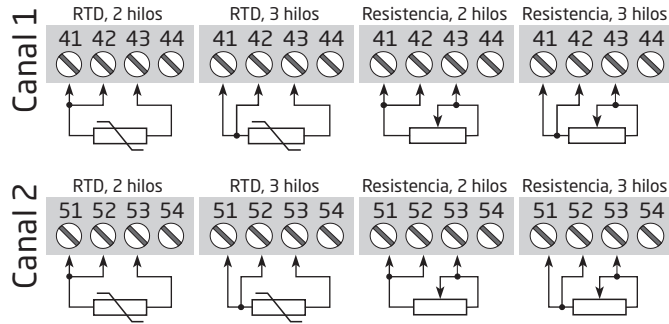 Canal 1
RTD, 2 hilos
41 42 43 44
RTD, 3 hilos
41 42 43 44
Resistencia, 2 hilos
41 42 43 44
Resistencia, 3 hilos
41 42 43 44
Canal 2
RTD, 2 hilos
51 52 53 54
RTD, 3 hilos
51 52 53 54
Resistencia, 2 hilos
51 52 53 54
Resistencia, 3 hilos
51 52 53 54